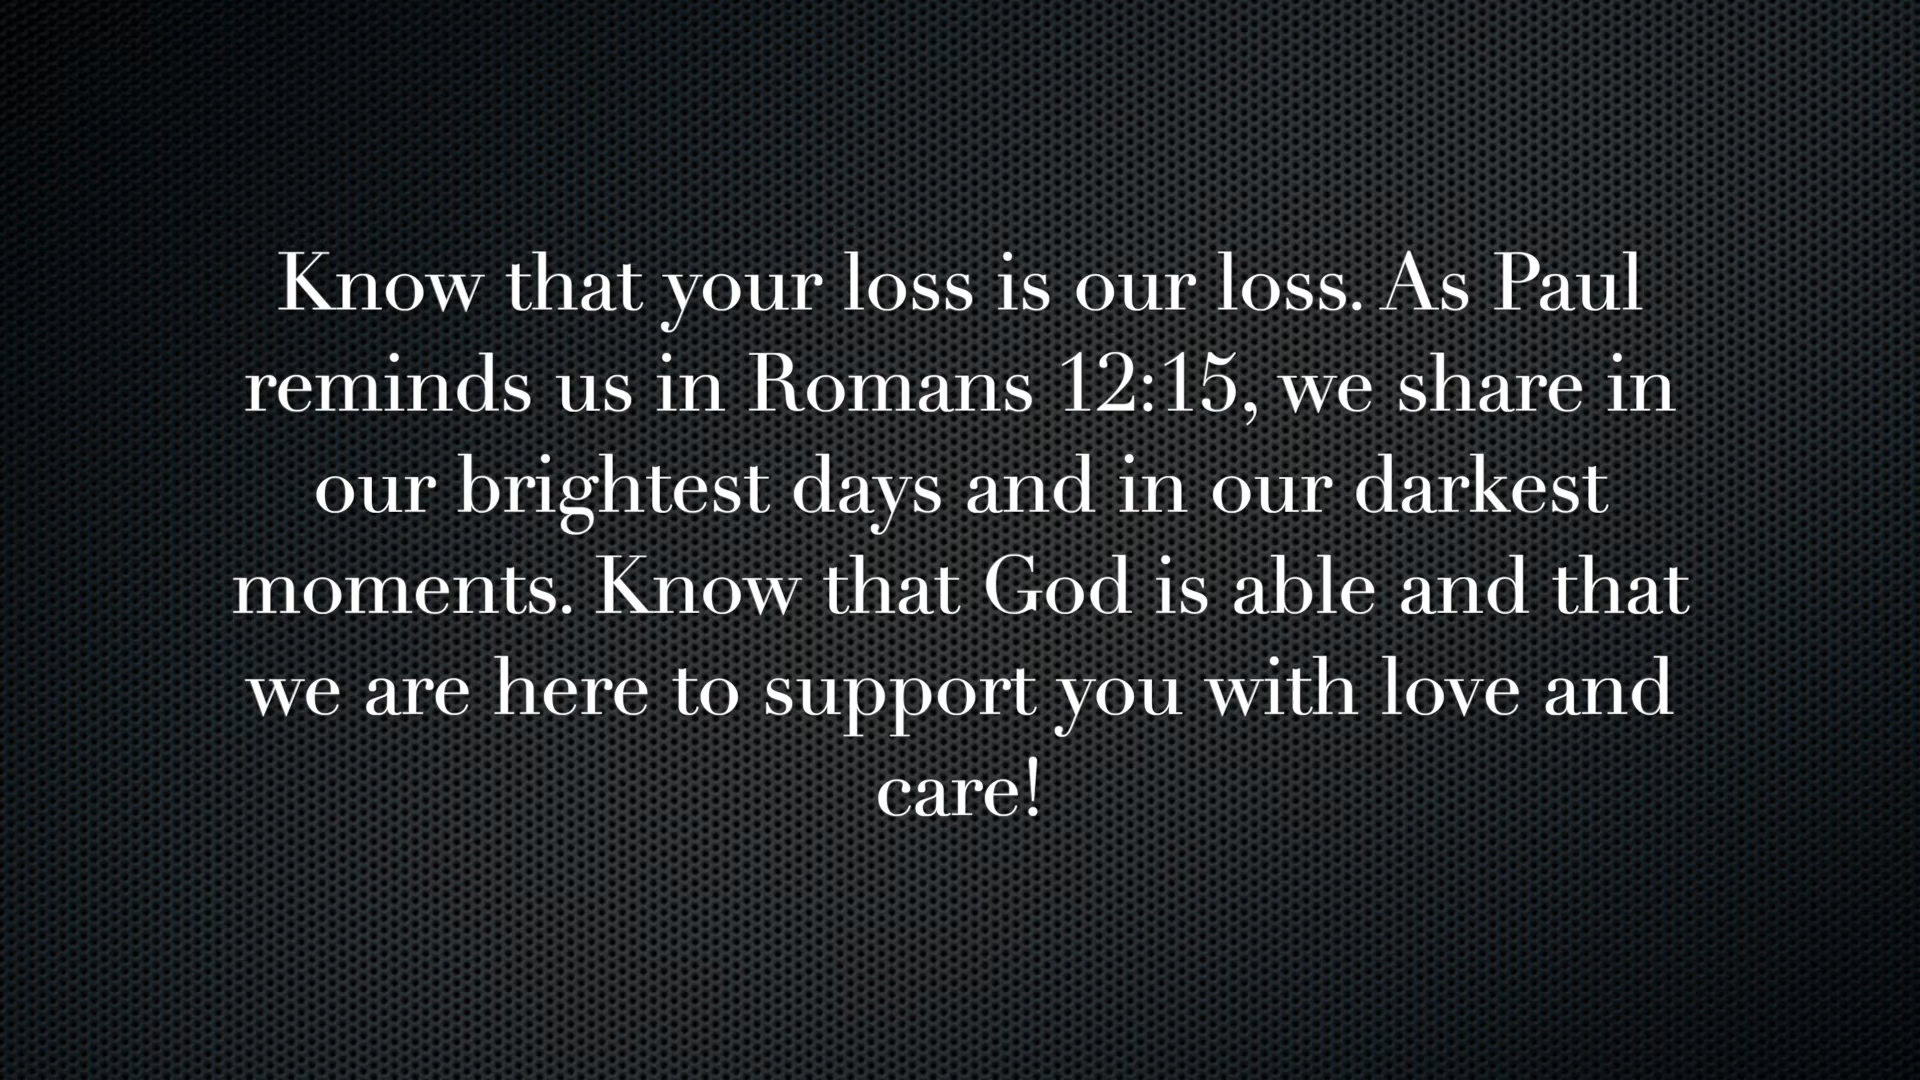 Know that your loss is our loss. As Paul
reminds us in Romans 12:15, we share in
our brightest days and in our darkest
moments. Know that God is able and that
we are here to support you with love and
care!